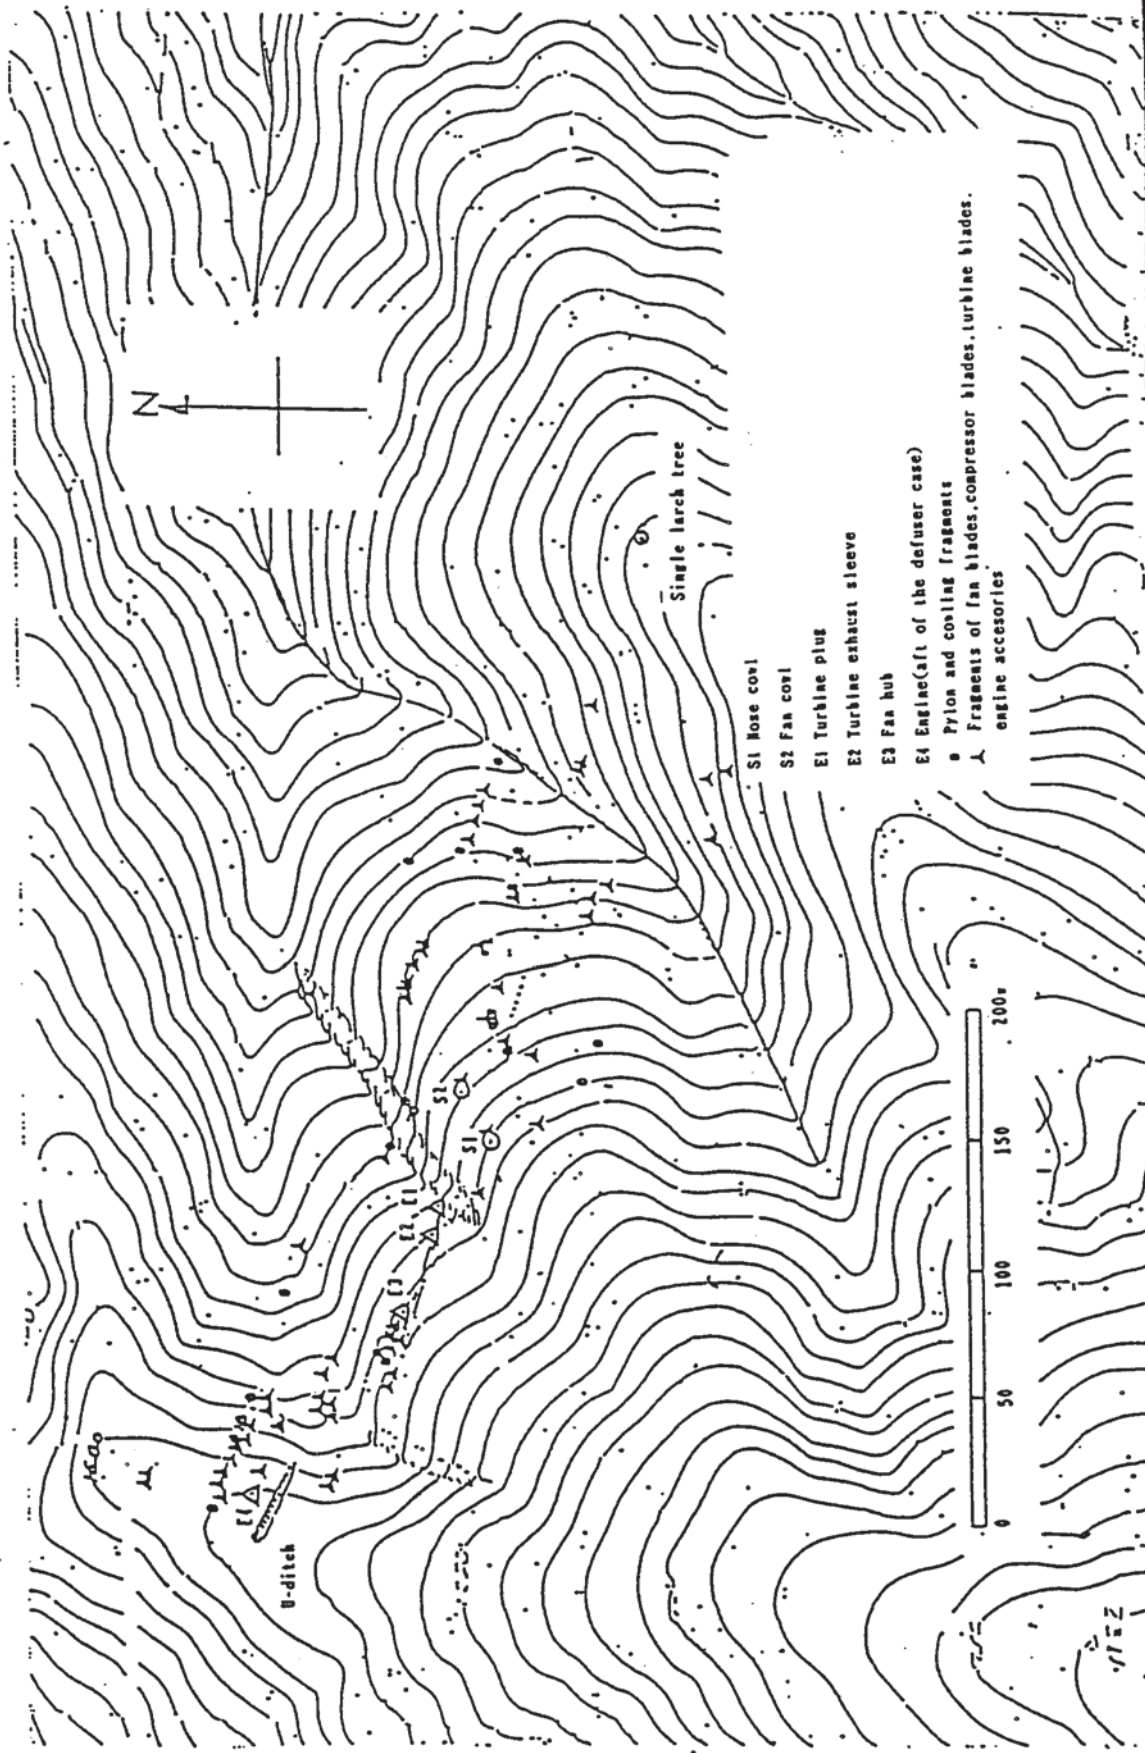 N
Single larch tree
S1 Nose cowl
S2 Fan cowl
E1 Turbine plug
E2 Turbine exhaust sleeve
E3 Fan hub
E4 Engine(aft of the defuser case)
Pylon and cowling fragments
Fragments of fan blades,compressor blades,turbine blades,
engine accesories
S2
S1
E1
E2
E3
U-ditch
0 50 100 150 200m